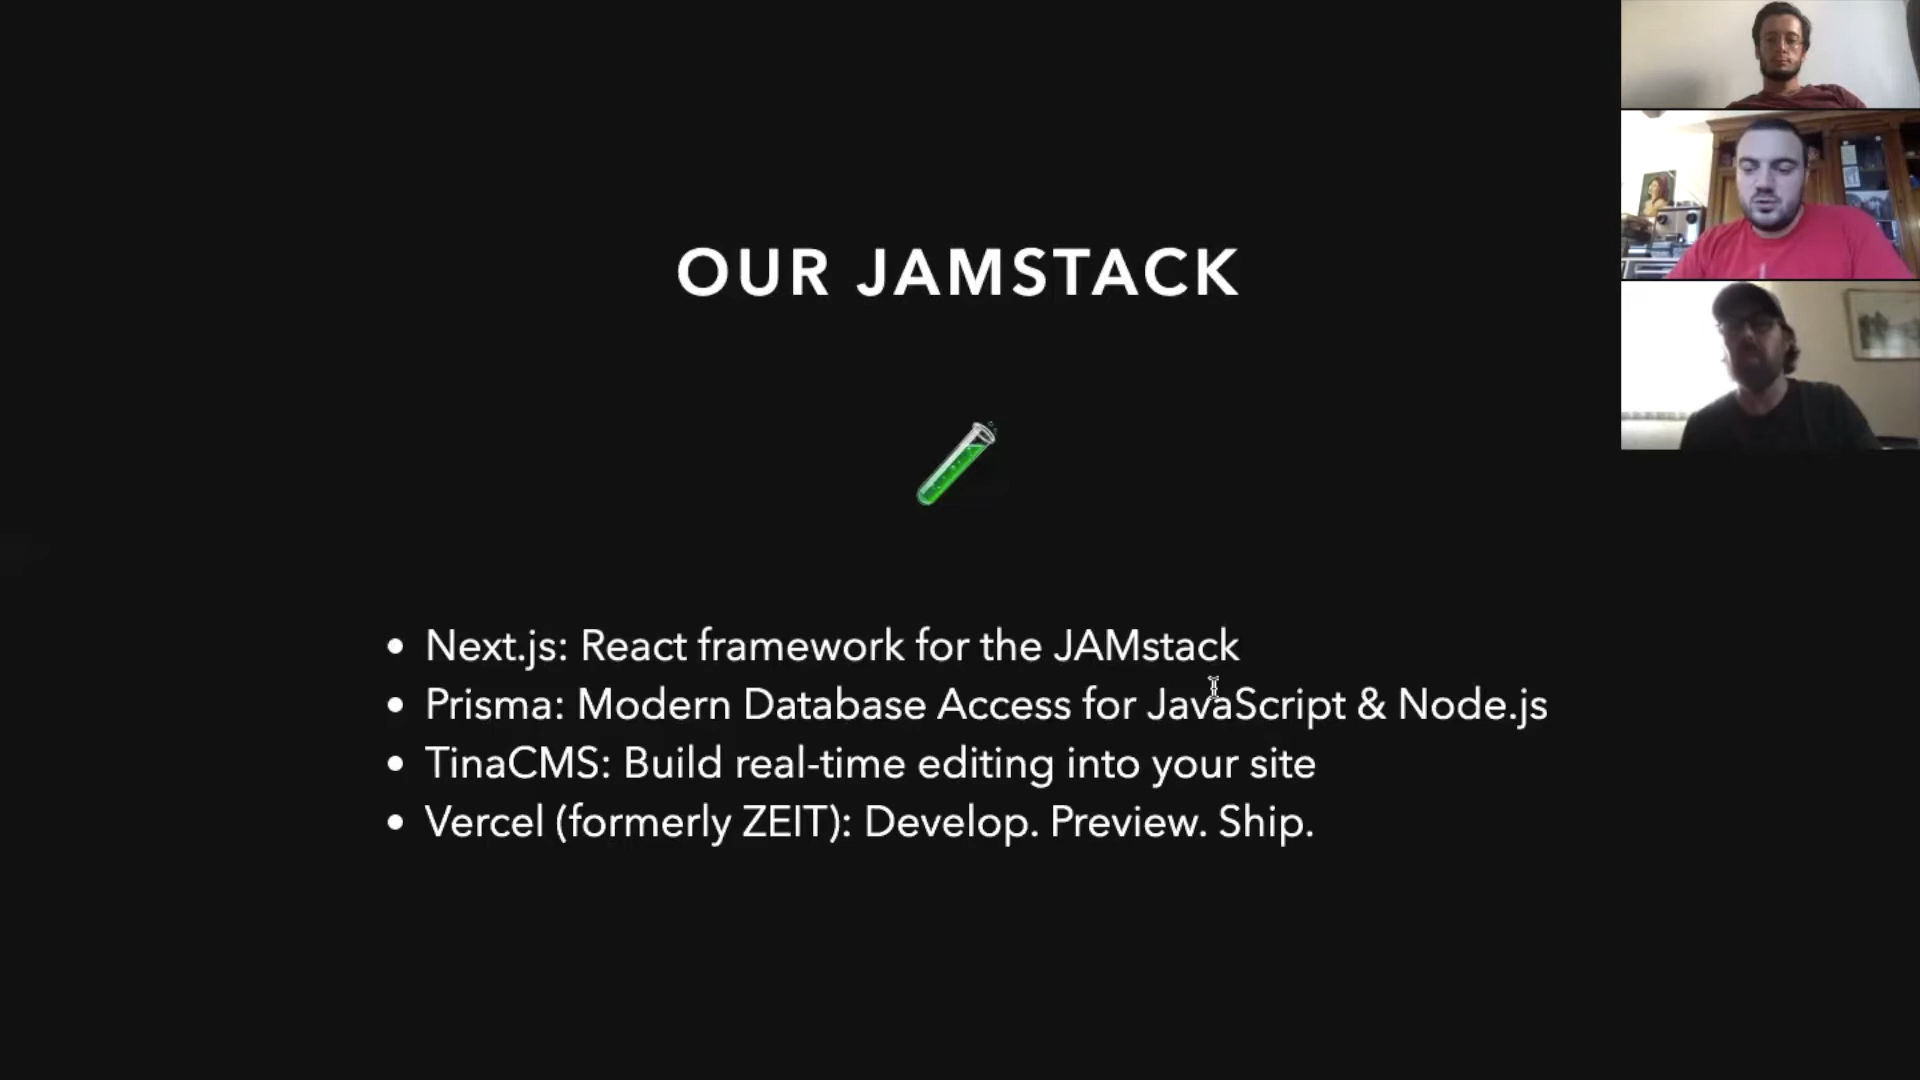 OUR JAMSTACK
Next.js: React framework for the JAMstack
Prisma: Modern Database Access for JavaScript & Node.js
TinaCMS: Build real-time editing into your site
Vercel (formerly ZEIT): Develop. Preview. Ship.